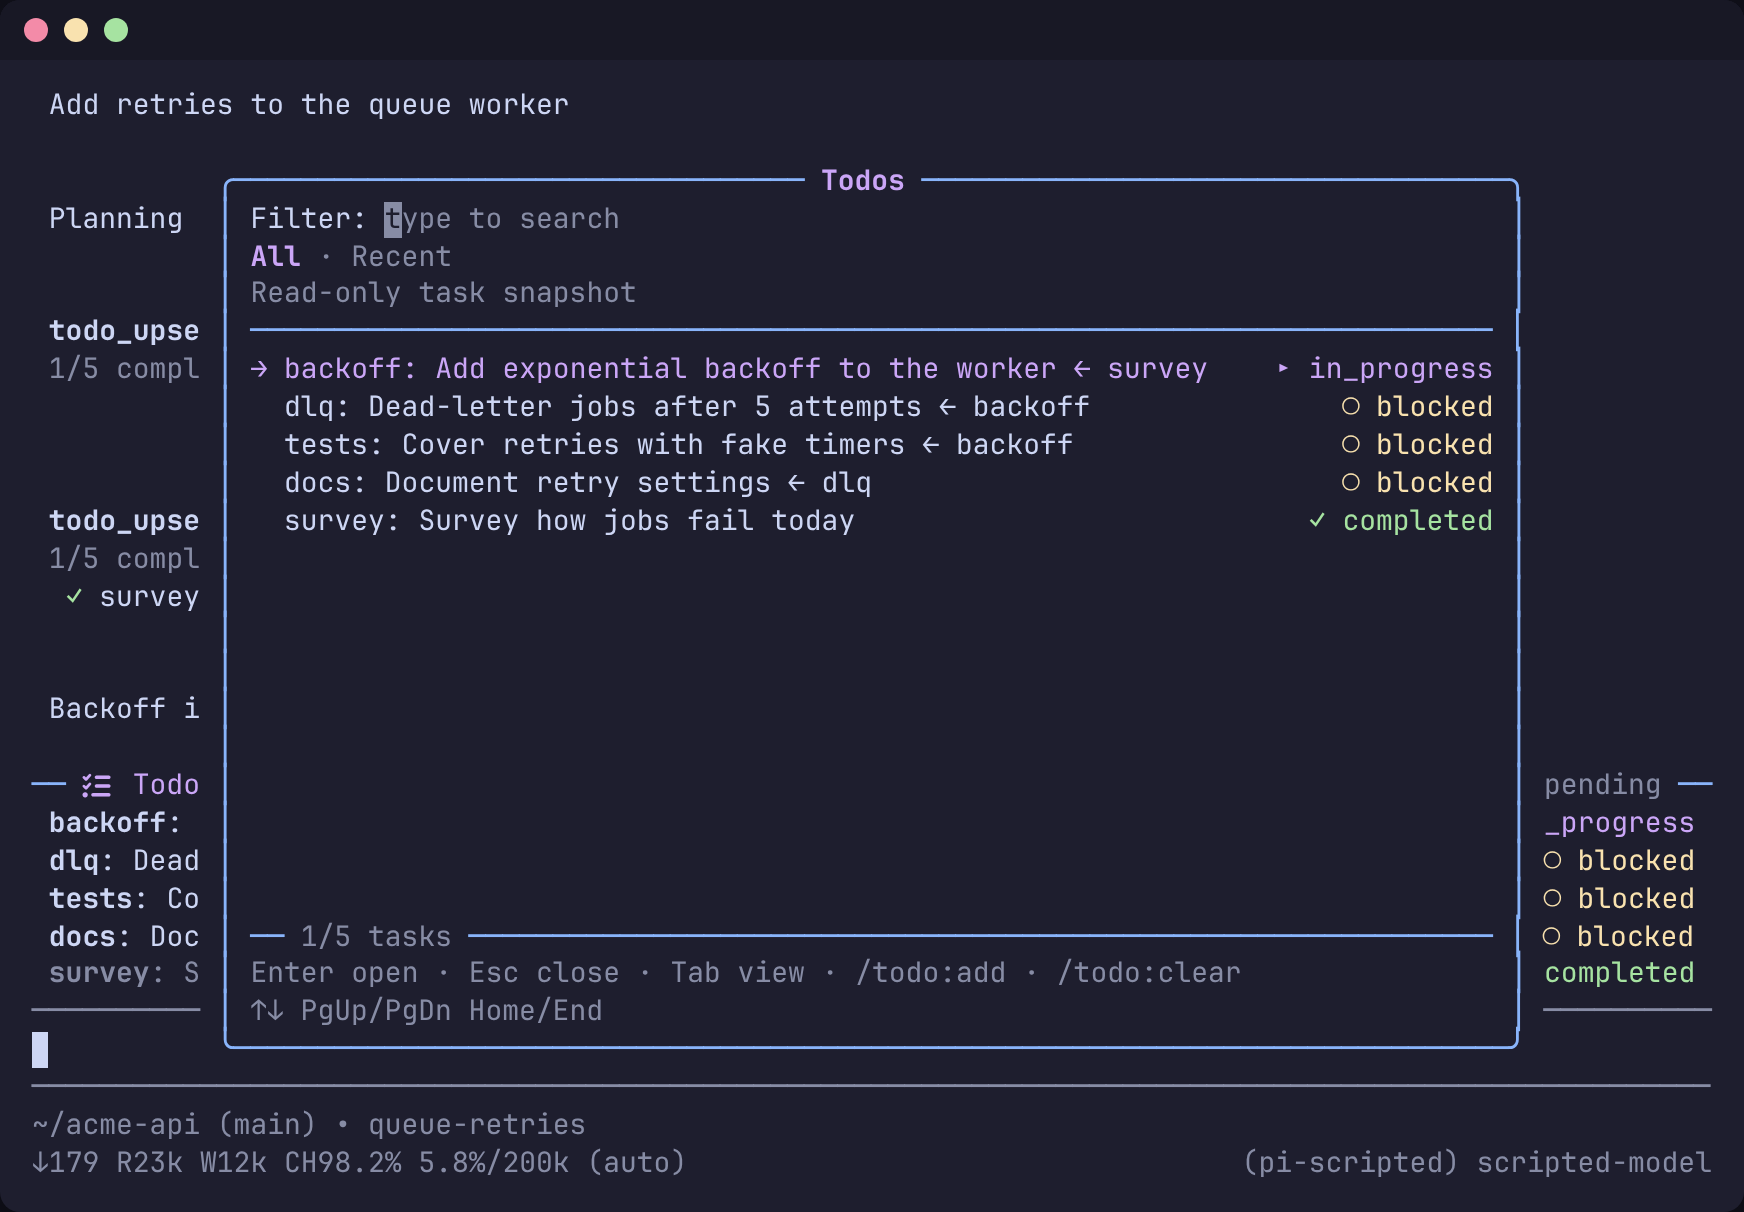 Add retries to the queue worker
Todos
Planning
Filter: type to search
All · Recent
Read-only task snapshot
todo_upse
1/5 compl
→ backoff: Add exponential backoff to the worker ← survey ▸ in_progress
dlq: Dead-letter jobs after 5 attempts ← backoff ○ blocked
tests: Cover retries with fake timers ← backoff ○ blocked
docs: Document retry settings ← dlq ○ blocked
survey: Survey how jobs fail today ✓ completed
todo_upse
1/5 compl
✓ survey
Backoff i
Todo
pending
backoff:
_progress
dlq: Dead
○ blocked
tests: Co
○ blocked
docs: Doc
○ blocked
survey: S
completed
1/5 tasks
Enter open · Esc close · Tab view · /todo:add · /todo:clear
↑↓ PgUp/PgDn Home/End
~/acme-api (main) • queue-retries
↓179 R23k W12k CH98.2% 5.8%/200k (auto)
(pi-scripted) scripted-model